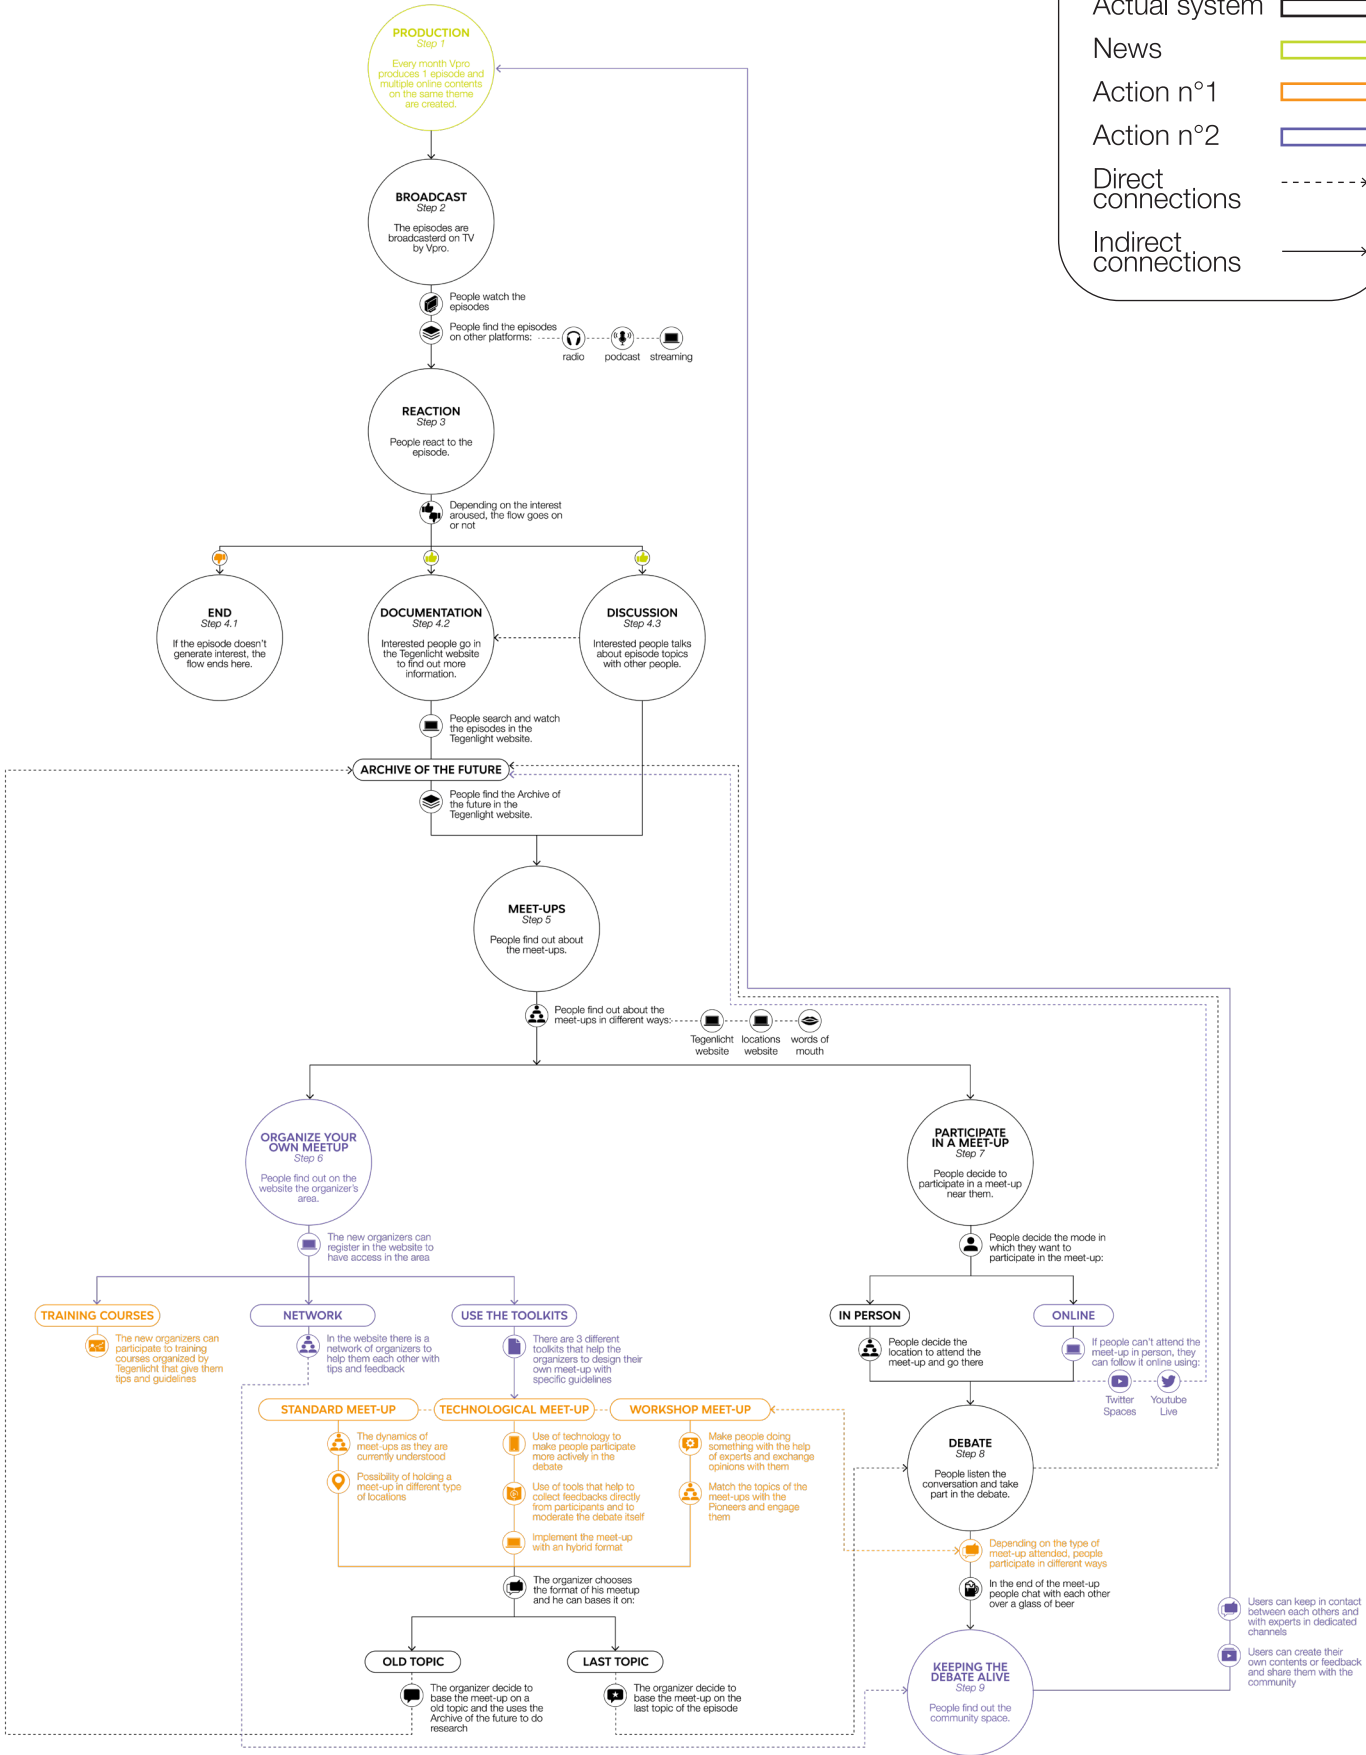 Actual system
News
Action n°1
Action n°2
Direct
connections
Indirect
connections
PRODUCTION
Step 1
Every month Vpro
produces 1 episode and
multiple online contents
on the same theme
are created.
BROADCAST
Step 2
The episodes are
broadcasterd on TV
by Vpro.
People watch the
episodes
People find the episodes
on other platforms:
radio
podcast
streaming
REACTION
Step 3
People react to the
episode.
Depending on the interest
aroused, the flow goes on
or not
END
Step 4.1
If the episode doesn't
generate interest, the
flow ends here.
DOCUMENTATION
Step 4.2
Interested people go in
the Tegenlicht website
to find out more
information.
DISCUSSION
Step 4.3
Interested people talks
about episode topics
with other people.
People search and watch
the episodes in the
Tegenlight website.
ARCHIVE OF THE FUTURE
People find the Archive of
the future in the
Tegenlight website.
MEET-UPS
Step 5
People find out about
the meet-ups.
People find out about the
meet-ups in different ways:
Tegenlicht
website
locations
website
words of
mouth
ORGANIZE YOUR
OWN MEETUP
Step 6
People find out on the
website the organizer's
area.
PARTICIPATE
IN A MEET-UP
Step 7
People decide to
participate in a meet-up
near them.
The new organizers can
register in the website to
have access in the area
People decide the mode in
which they want to
participate in the meet-up:
TRAINING COURSES
The new organizers can
participate to training
courses organized by
Tegenlicht that give them
tips and guidelines
NETWORK
In the website there is a
network of organizers to
help them each other with
tips and feedback
USE THE TOOLKITS
There are 3 different
toolkits that help the
organizers to design their
own meet-up with
specific guidelines
IN PERSON
People decide the
location to attend the
meet-up and go there
ONLINE
If people can't attend the
meet-up in person, they
can follow it online using:
Twitter
Spaces
Youtube
Live
STANDARD MEET-UP
The dynamics of
meet-ups as they are
currently understood
Possibility of holding a
meet-up in different type
of locations
TECHNOLOGICAL MEET-UP
Use of technology to
make people participate
more actively in the
debate
Use of tools that help to
collect feedbacks directly
from participants and to
moderate the debate itself
Implement the meet-up
with an hybrid format
WORKSHOP MEET-UP
Make people doing
something with the help
of experts and exchange
opinions with them
Match the topics of the
meet-ups with the
Pioneers and engage
them
DEBATE
Step 8
People listen the
conversation and take
part in the debate.
Depending on the type of
meet-up attended, people
participate in different ways
In the end of the meet-up
people chat with each other
over a glass of beer
The organizer chooses
the format of his meetup
and he can bases it on:
OLD TOPIC
The organizer decide to
base the meet-up on a
old topic and the uses the
Archive of the future to do
research
LAST TOPIC
The organizer decide to
base the meet-up on the
last topic of the episode
KEEPING THE
DEBATE ALIVE
Step 9
People find out the
community space.
Users can keep in contact
between each others and
with experts in dedicated
channels
Users can create their
own contents or feedback
and share them with the
community